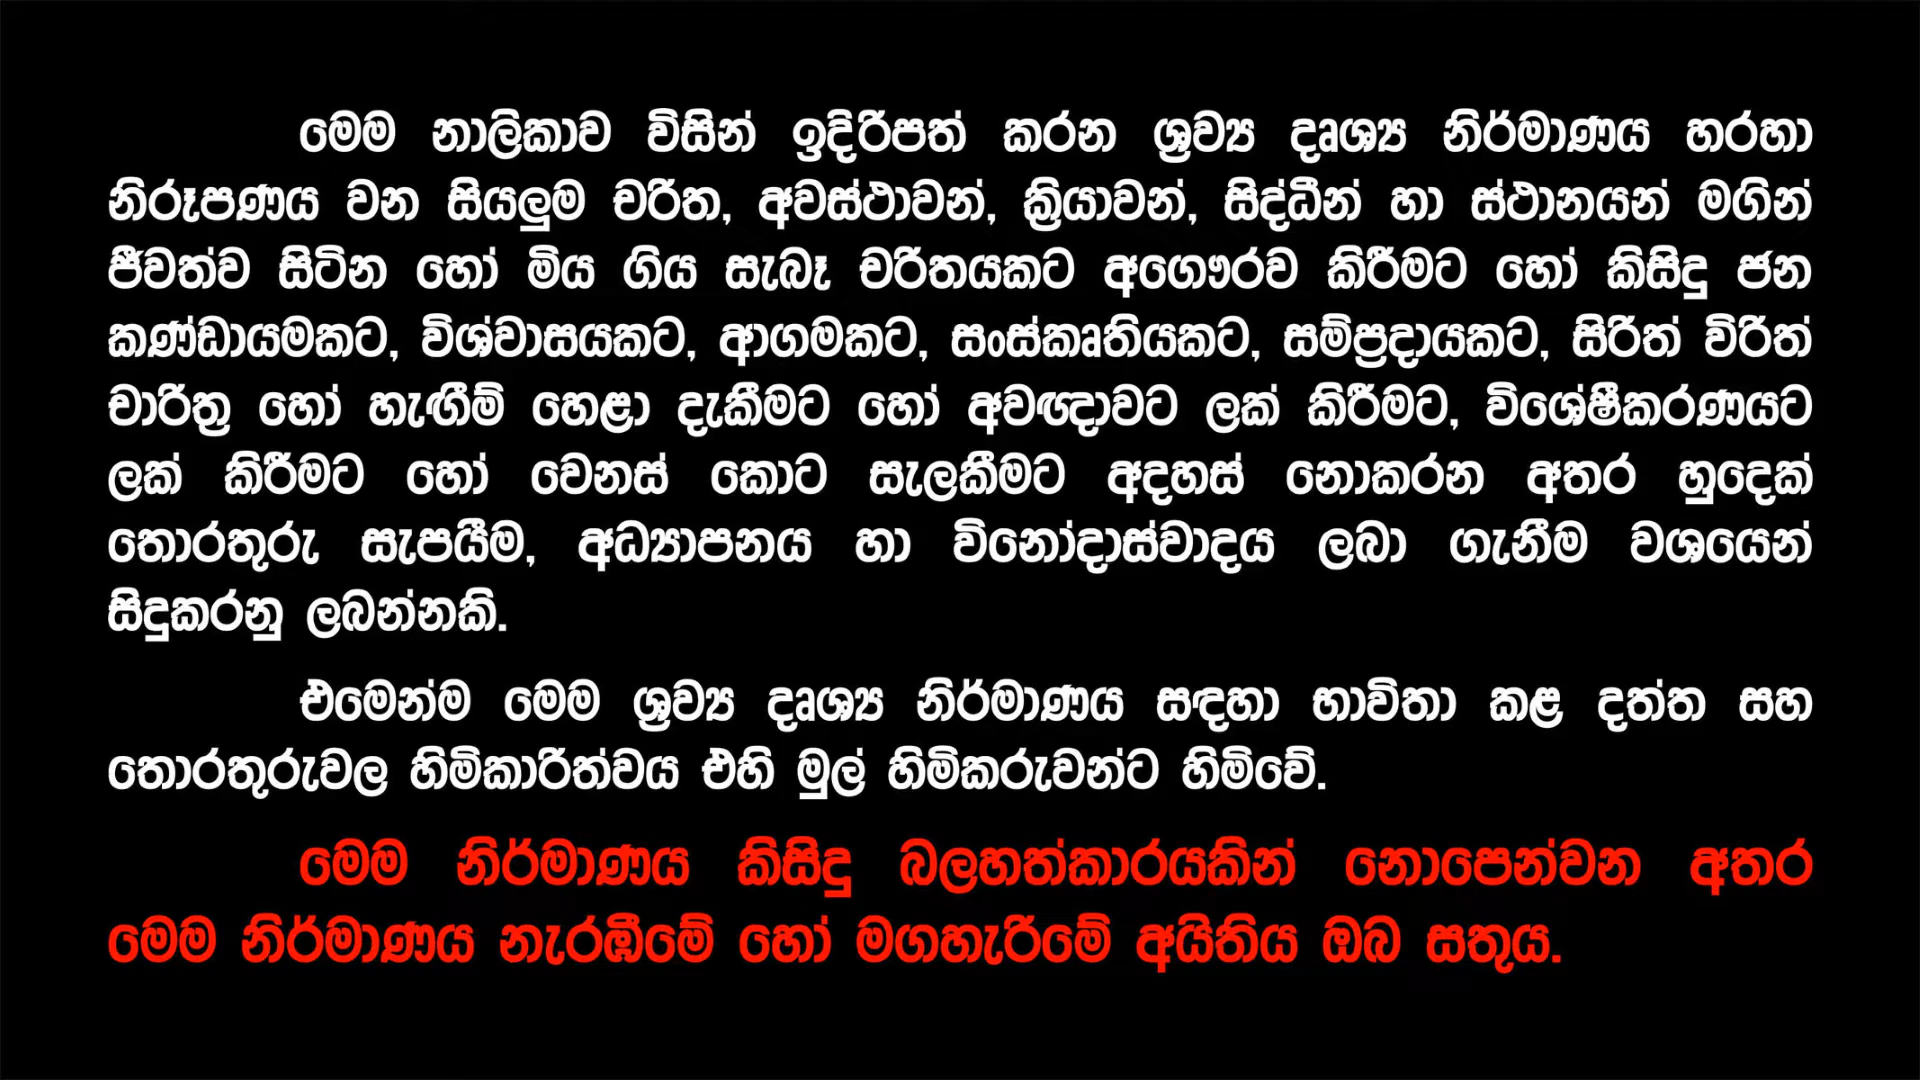 මෙම නාලිකාව විසින් ඉදිරිපත් කරන ශ්‍රව්‍ය දෘශ්‍ය නිර්මාණය හරහා
නිරූපණය වන සියලුම චරිත, අවස්ථාවන්, ක්‍රියාවන්, සිද්ධීන් හා ස්ථානයන් මගින්
ජීවත්ව සිටින හෝ මිය ගිය සැබෑ චරිතයකට අගෞරව කිරීමට හෝ කිසිදු ජන
කණ්ඩායමකට, විශ්වාසයකට, ආගමකට, සංස්කෘතියකට, සම්ප්‍රදායකට, සිරිත් විරිත්
චාරිත්‍ර හෝ හැඟීම් හෙළා දැකීමට හෝ අවඥාවට ලක් කිරීමට, විශේෂීකරණයට
ලක් කිරීමට හෝ වෙනස් කොට සැලකීමට අදහස් නොකරන අතර හුදෙක්
තොරතුරු සැපයීම, අධ්‍යාපනය හා විනෝදාස්වාදය ලබා ගැනීම වශයෙන්
සිදුකරනු ලබන්නකි.
එමෙන්ම මෙම ශ්‍රව්‍ය දෘශ්‍ය නිර්මාණය සඳහා භාවිතා කළ දත්ත සහ
තොරතුරුවල හිමිකාරිත්වය එහි මුල් හිමිකරුවන්ට හිමිවේ.
මෙම නිර්මාණය කිසිදු බලහත්කාරයකින් නොපෙන්වන අතර
මෙම නිර්මාණය නැරඹීමේ හෝ මගහැරීමේ අයිතිය ඔබ සතුය.